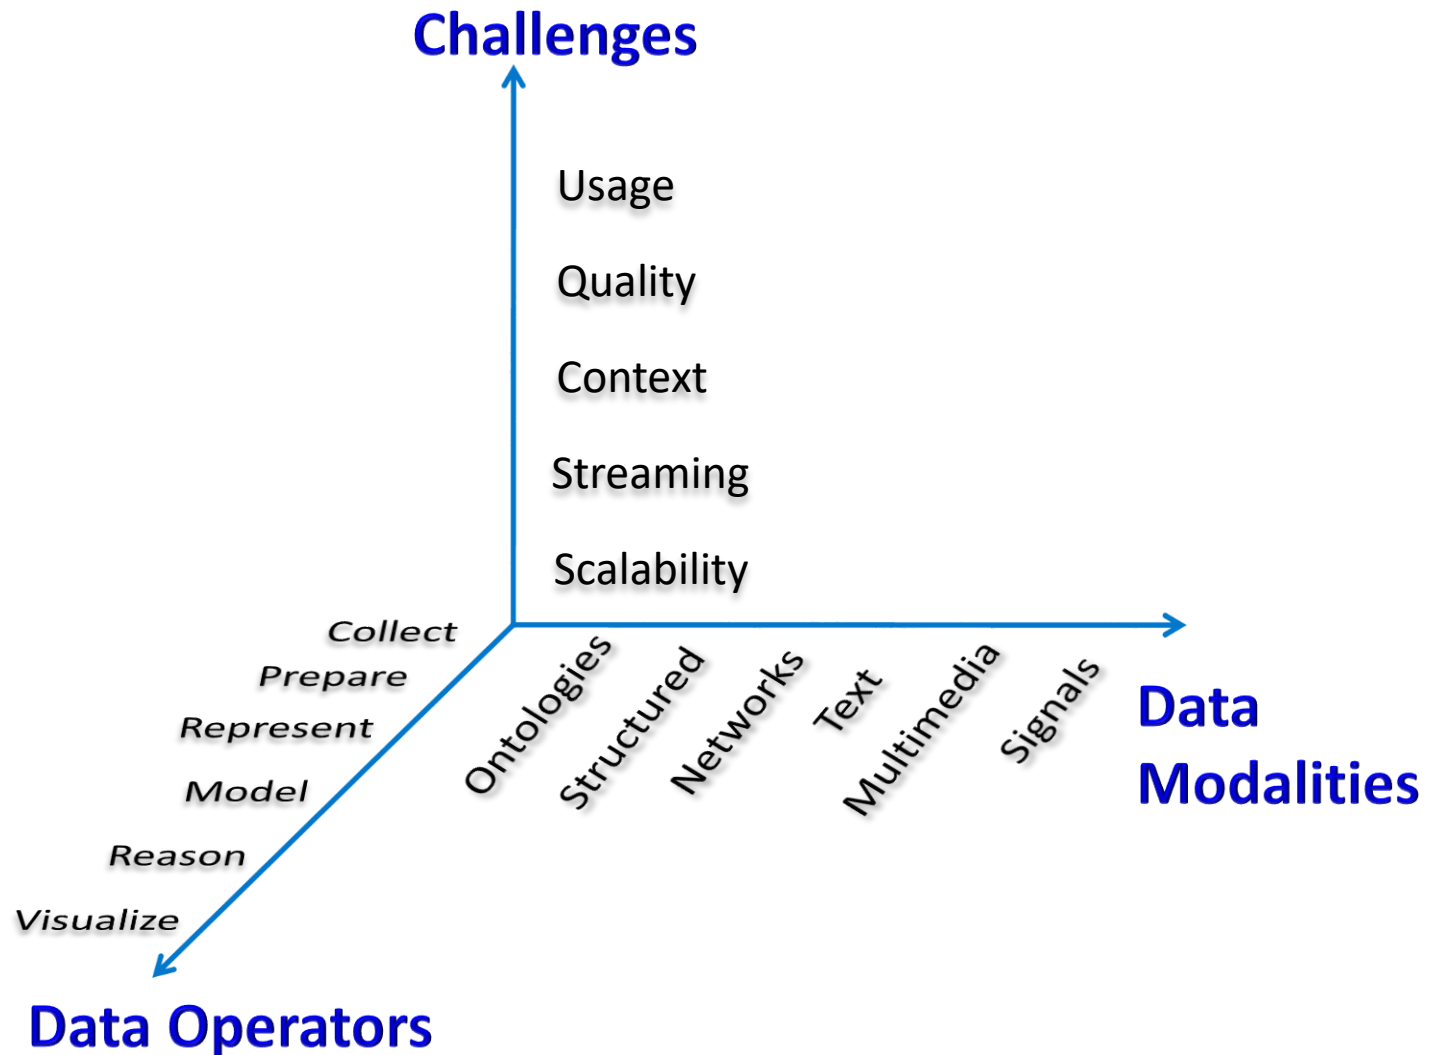 Challenges
Usage
Quality
Context
Streaming
Scalability
Collect
Prepare
Represent
Model
Reason
Visualize
Data Operators
Ontologies
Structured
Networks
Text
Multimedia
Signals
Data
Modalities